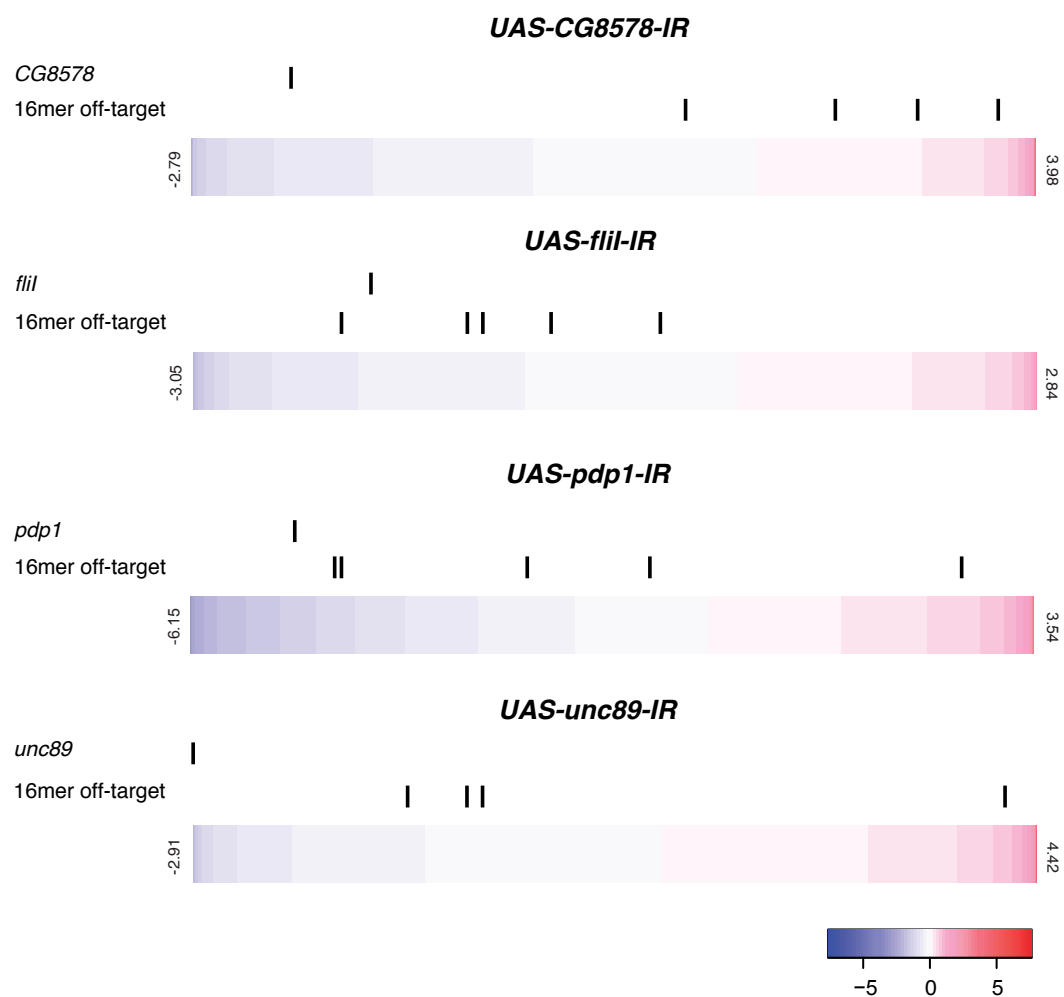 UAS-CG8578-IR
CG8578
16mer off-target
-2.79
3.98
UAS-fliI-IR
fliI
16mer off-target
-3.05
2.84
UAS-pdp1-IR
pdp1
16mer off-target
-6.15
3.54
UAS-unc89-IR
unc89
16mer off-target
-2.91
4.42
−5 0 5